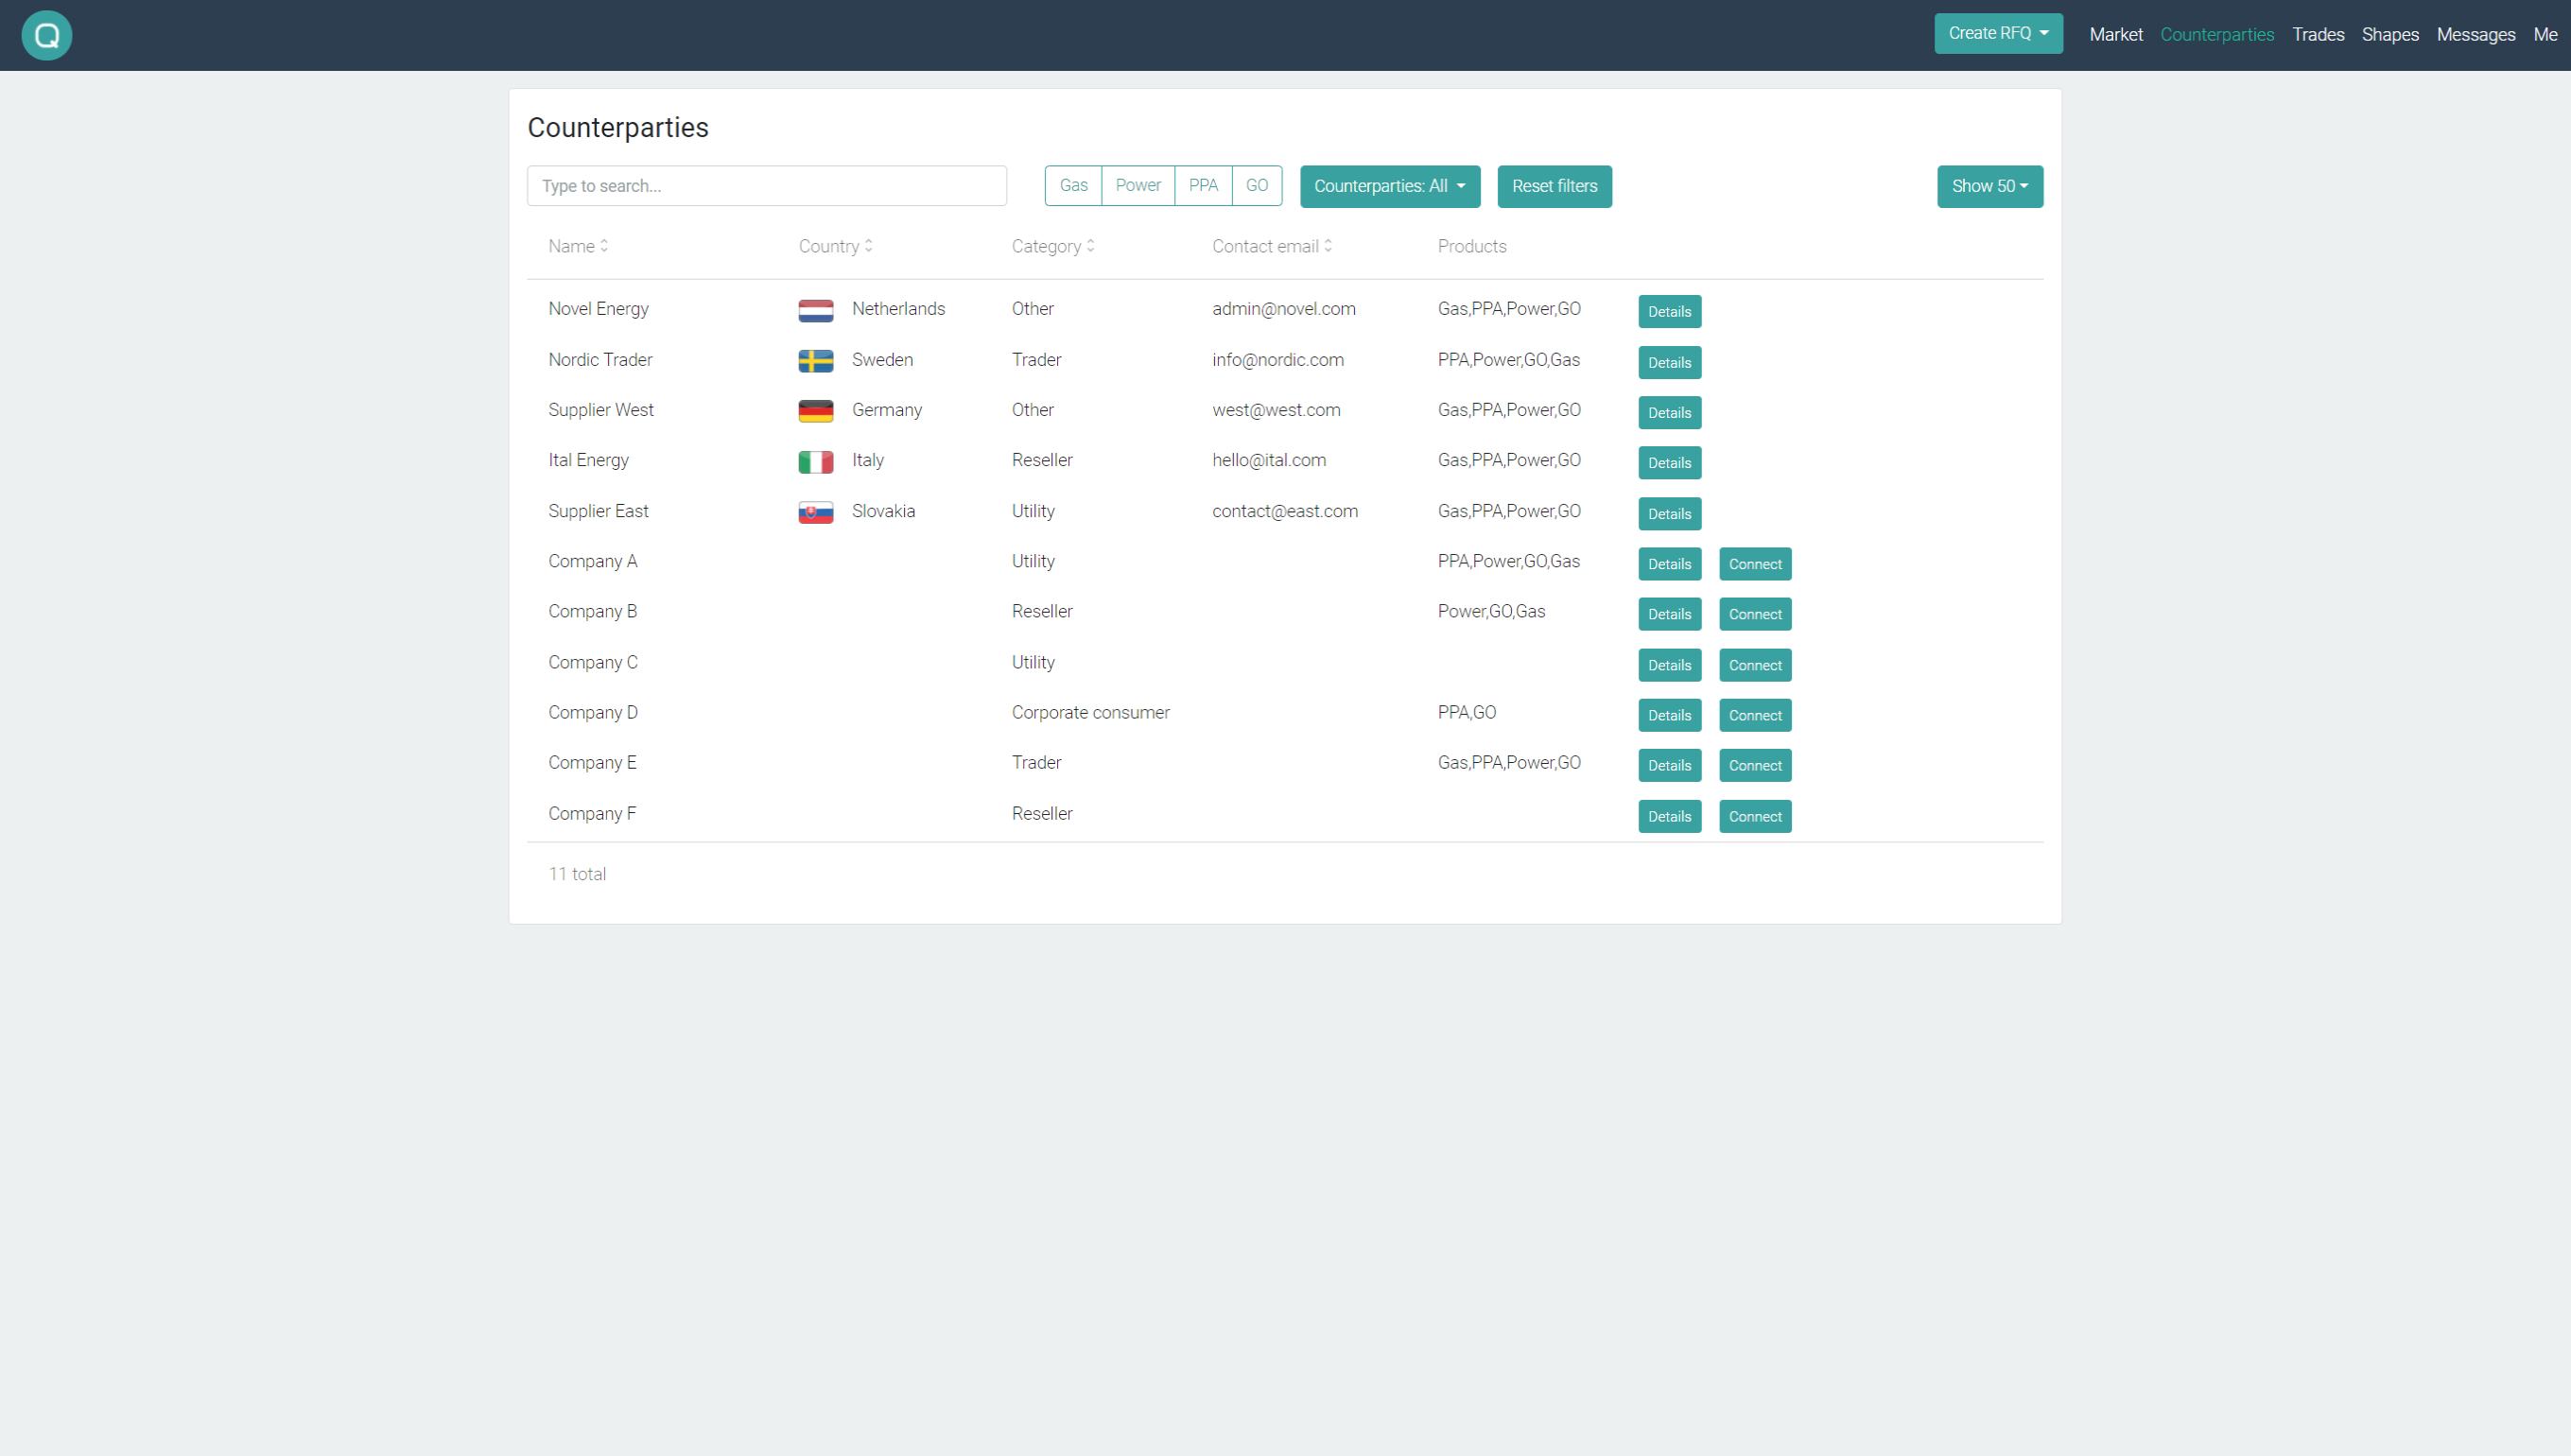 Q
Create RFQ Market Counterparties Trades Shapes Messages Me
Counterparties
Type to search... Gas Power PPA GO Counterparties: All Reset filters Show 50
Name Country Category Contact email Products
Novel Energy Netherlands Other admin@novel.com Gas,PPA,Power,GO Details
Nordic Trader Sweden Trader info@nordic.com PPA,Power,GO,Gas Details
Supplier West Germany Other west@west.com Gas,PPA,Power,GO Details
Ital Energy Italy Reseller hello@ital.com Gas,PPA,Power,GO Details
Supplier East Slovakia Utility contact@east.com Gas,PPA,Power,GO Details
Company A Utility PPA,Power,GO,Gas Details Connect
Company B Reseller Power,GO,Gas Details Connect
Company C Utility Details Connect
Company D Corporate consumer PPA,GO Details Connect
Company E Trader Gas,PPA,Power,GO Details Connect
Company F Reseller Details Connect
11 total